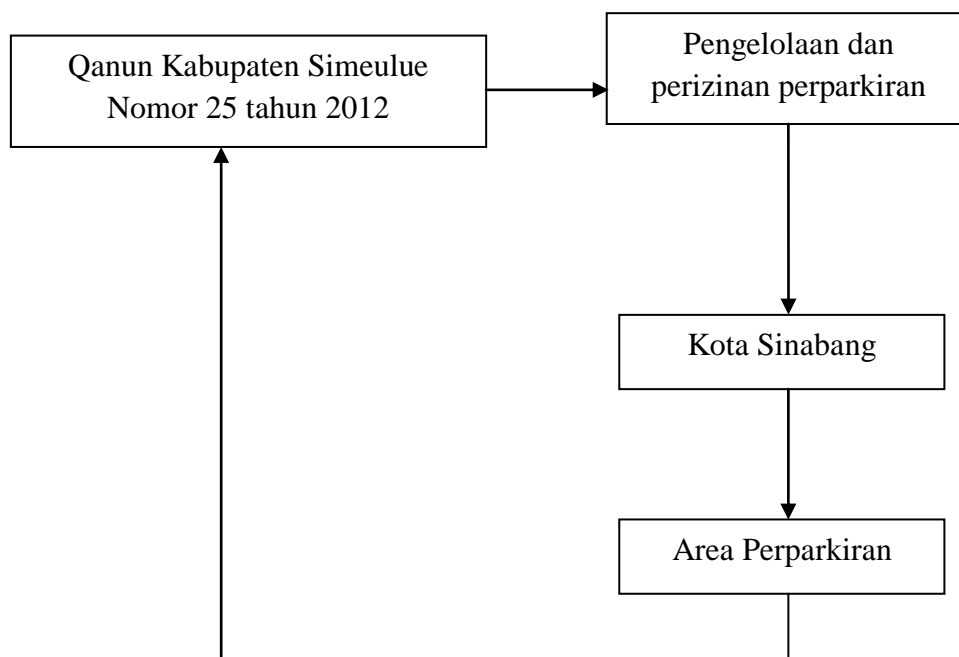 Qanun Kabupaten Simeulue
Nomor 25 tahun 2012
Pengelolaan dan
perizinan perparkiran
Kota Sinabang
Area Perparkiran